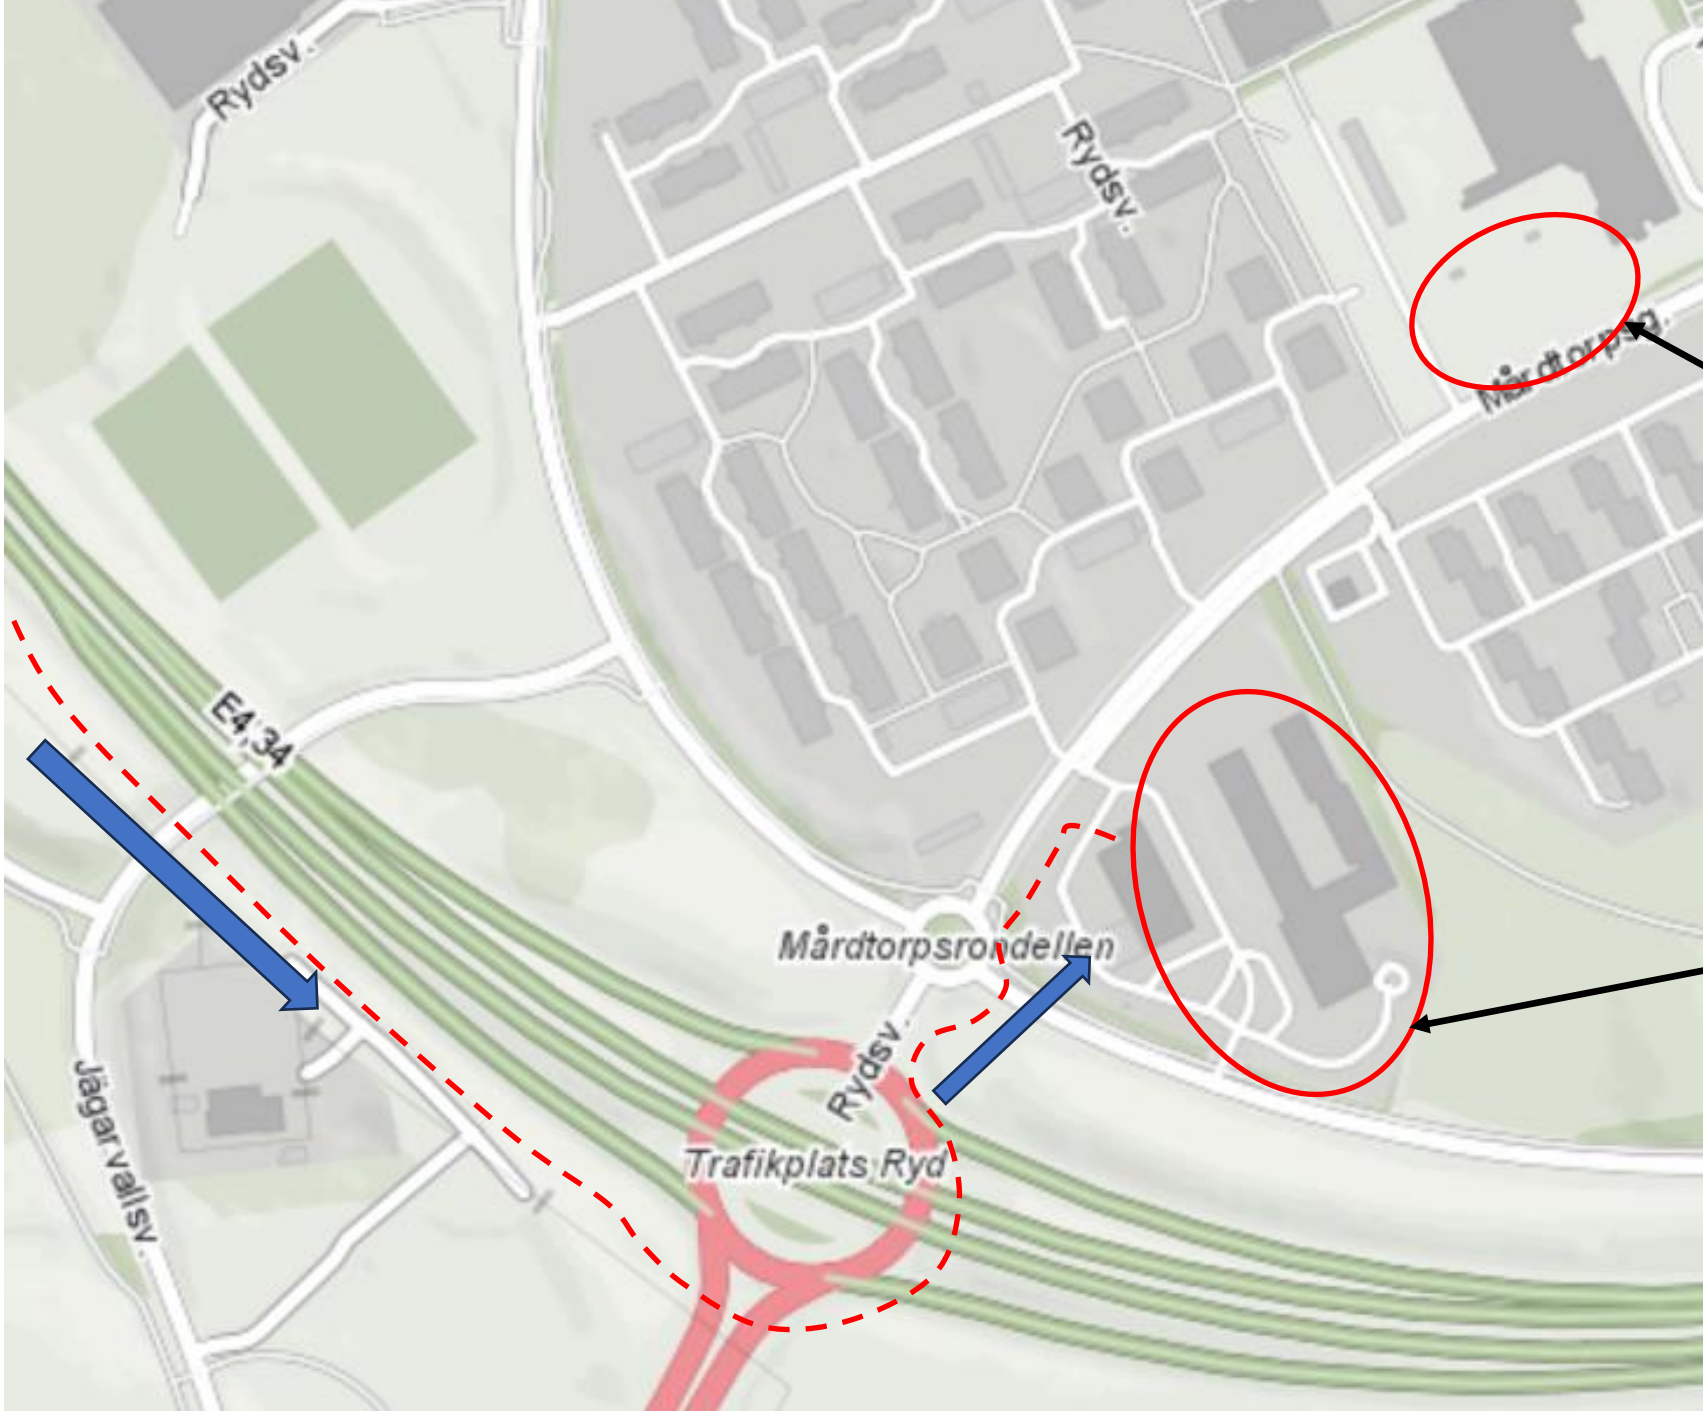 Rydsv.
Rydsv.
Mårdtorpsg.
E4,34
Mårdtorpsrondellen
Rydsv.
Trafikplats Ryd
Jägarvallsv.